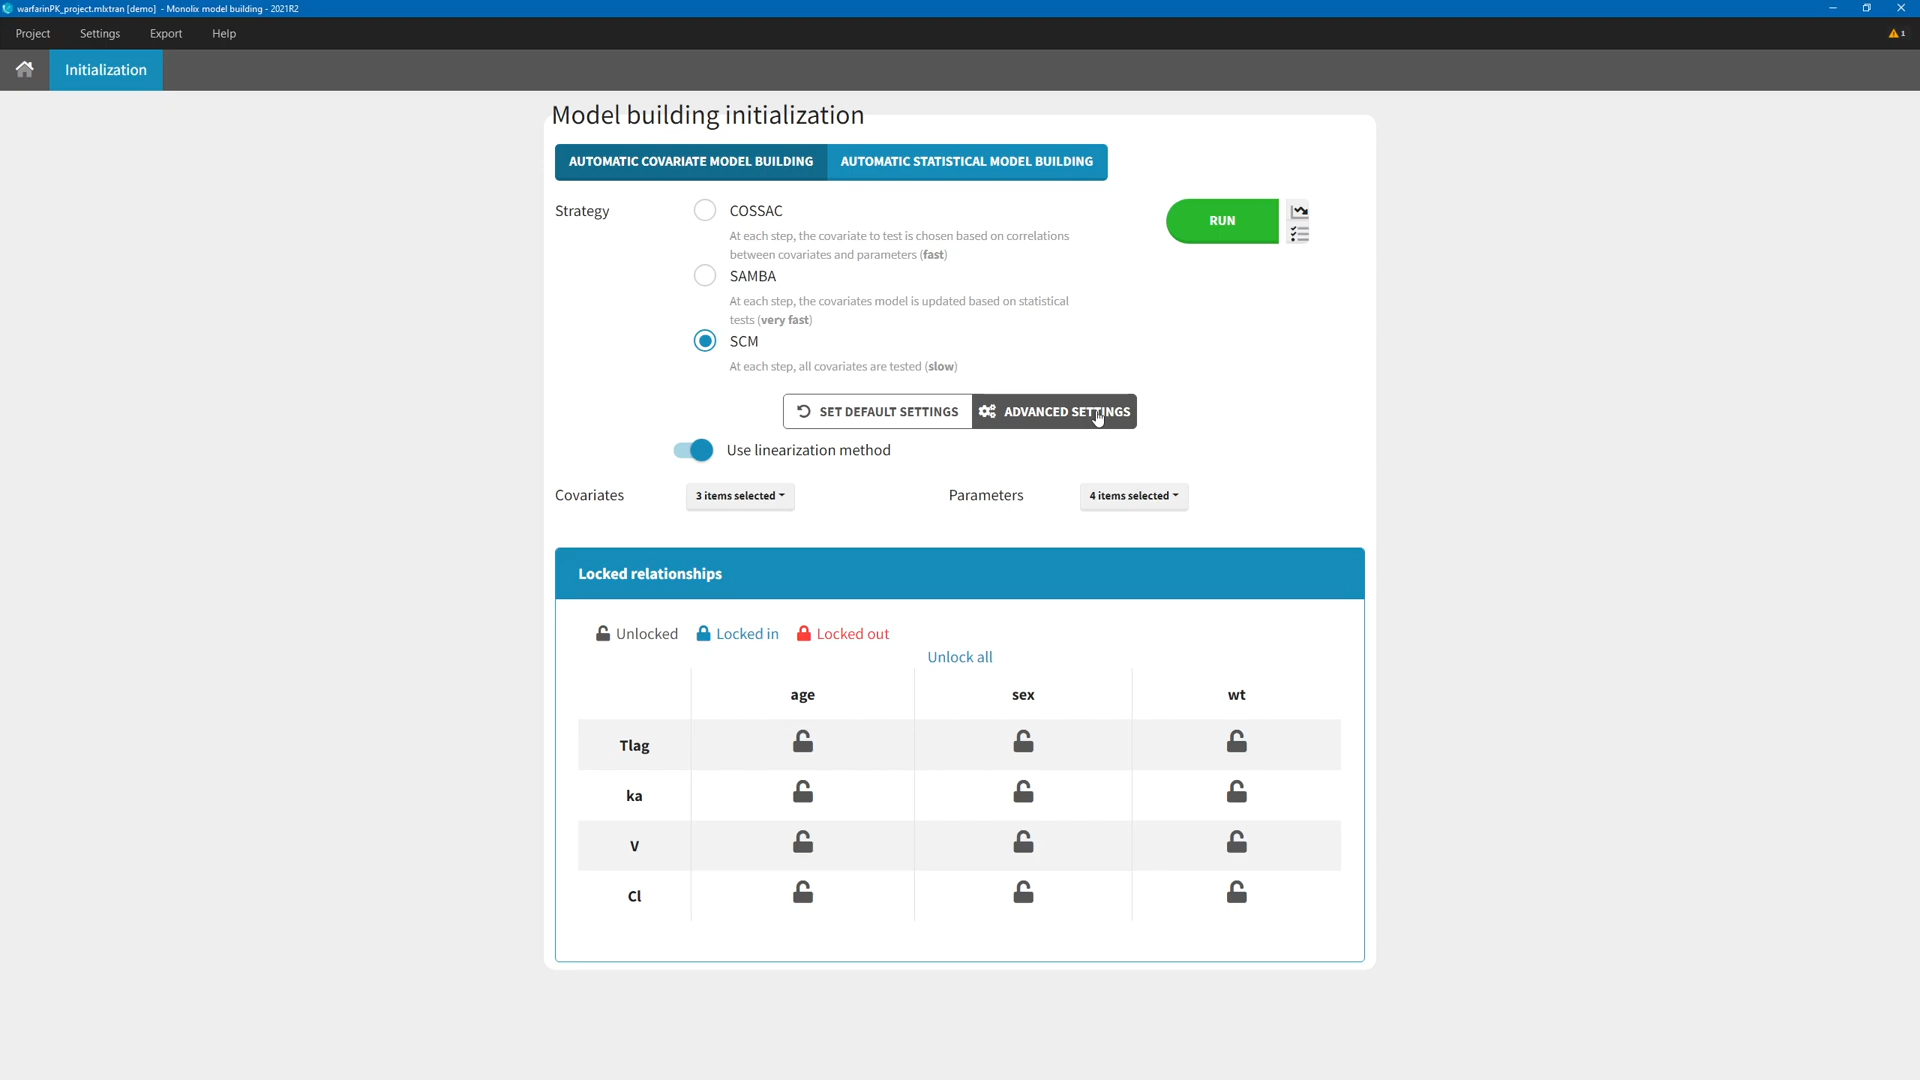 warfarinPK_project.mlxtran [demo] - Monolix model building - 2021R2
Project Settings Export Help 1
Initialization
Model building initialization
AUTOMATIC COVARIATE MODEL BUILDING AUTOMATIC STATISTICAL MODEL BUILDING
Strategy
COSSAC
At each step, the covariate to test is chosen based on correlations
between covariates and parameters (fast)
RUN
SAMBA
At each step, the covariates model is updated based on statistical
tests (very fast)
SCM
At each step, all covariates are tested (slow)
SET DEFAULT SETTINGS ADVANCED SETTINGS
Use linearization method
Covariates 3 items selected Parameters 4 items selected
Locked relationships
Unlocked Locked in Locked out
Unlock all
age sex wt
Tlag
ka
V
Cl